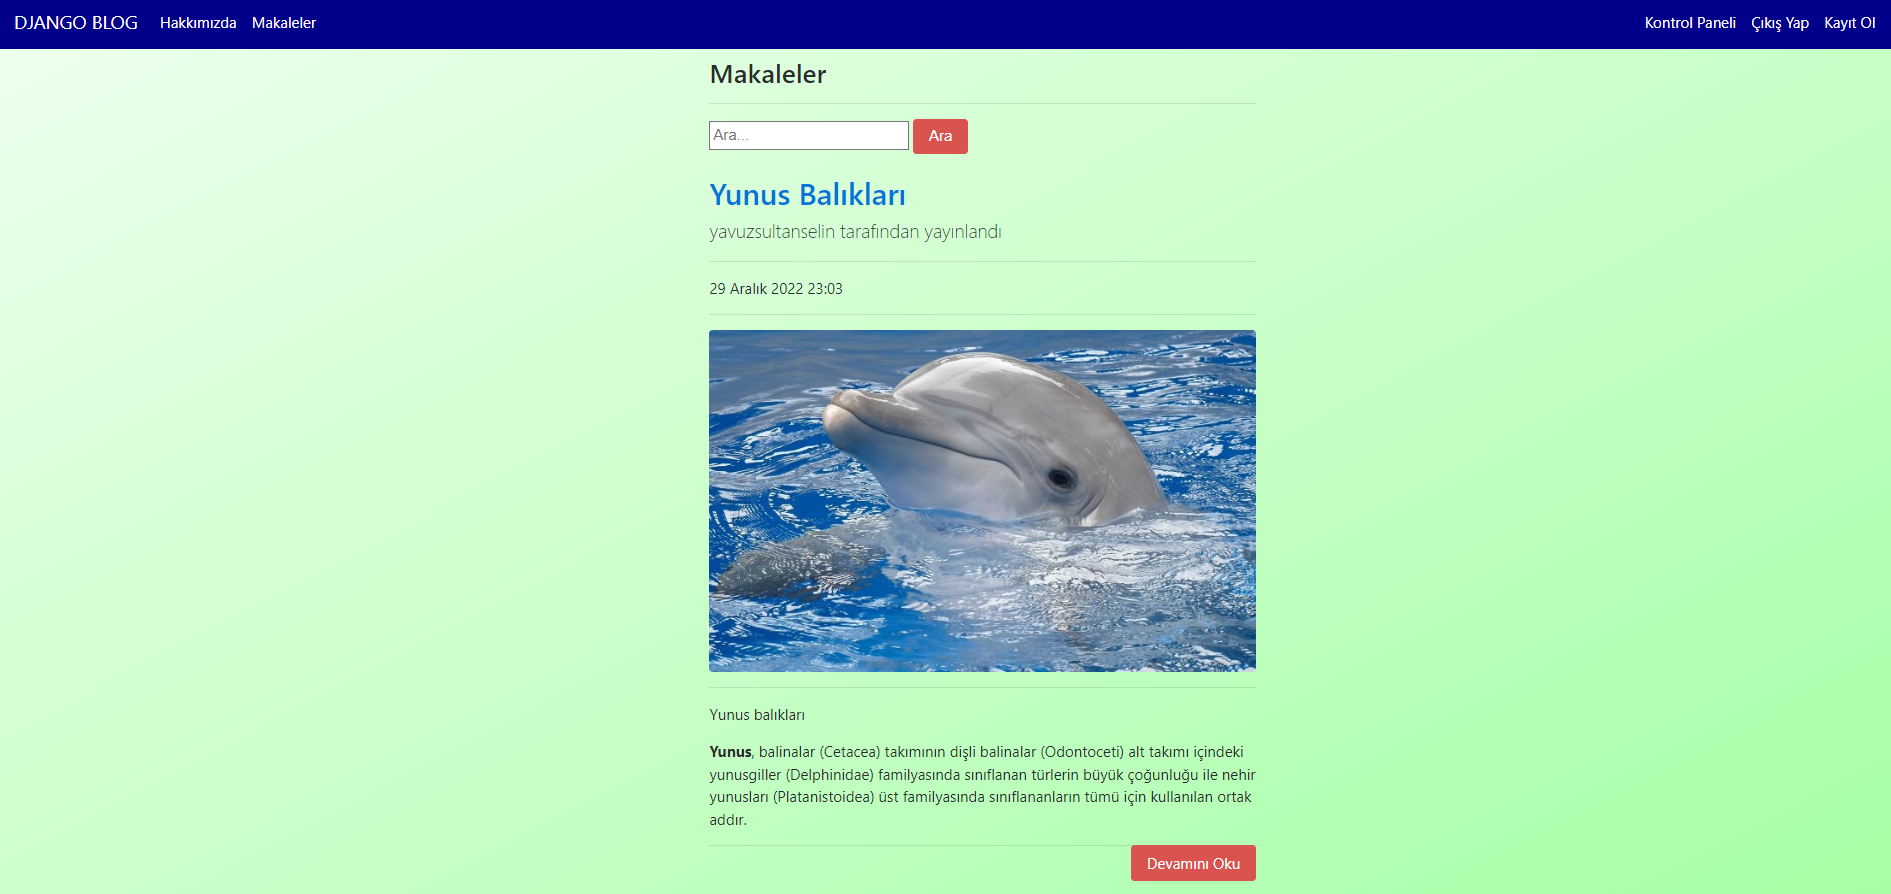 DJANGO BLOG Hakkımızda Makaleler Kontrol Paneli Çıkış Yap Kayıt Ol
Makaleler
Ara... Ara
Yunus Balıkları
yavuzsultanselin tarafından yayınlandı
29 Aralık 2022 23:03
Yunus balıkları
Yunus, balinalar (Cetacea) takımının dişli balinalar (Odontoceti) alt takımı içindeki
yunusgiller (Delphinidae) familyasında sınıflanan türlerin büyük çoğunluğu ile nehir
yunusları (Platanistoidea) üst familyasında sınıflananların tümü için kullanılan ortak
addır.
Devamını Oku